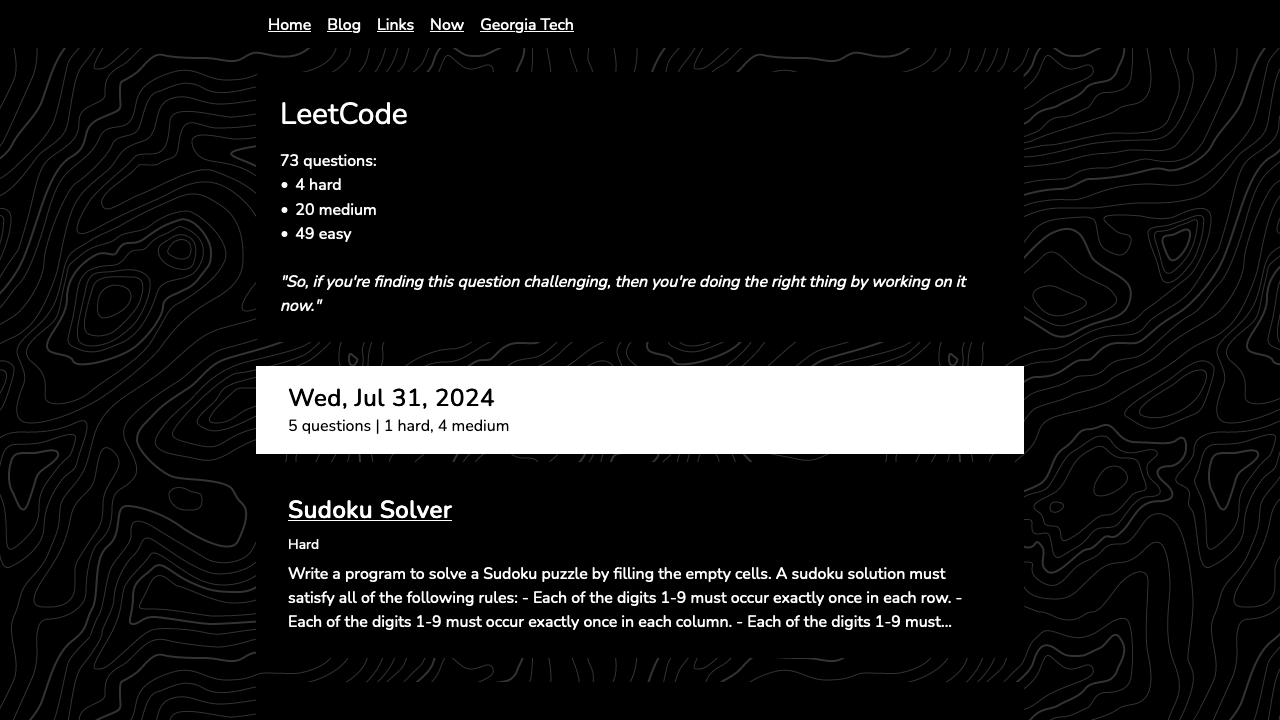 Home Blog Links Now Georgia Tech
LeetCode
73 questions:
• 4 hard
• 20 medium
• 49 easy
"So, if you're finding this question challenging, then you're doing the right thing by working on it
now."
Wed, Jul 31, 2024
5 questions | 1 hard, 4 medium
Sudoku Solver
Hard
Write a program to solve a Sudoku puzzle by filling the empty cells. A sudoku solution must
satisfy all of the following rules: - Each of the digits 1-9 must occur exactly once in each row. -
Each of the digits 1-9 must occur exactly once in each column. - Each of the digits 1-9 must...